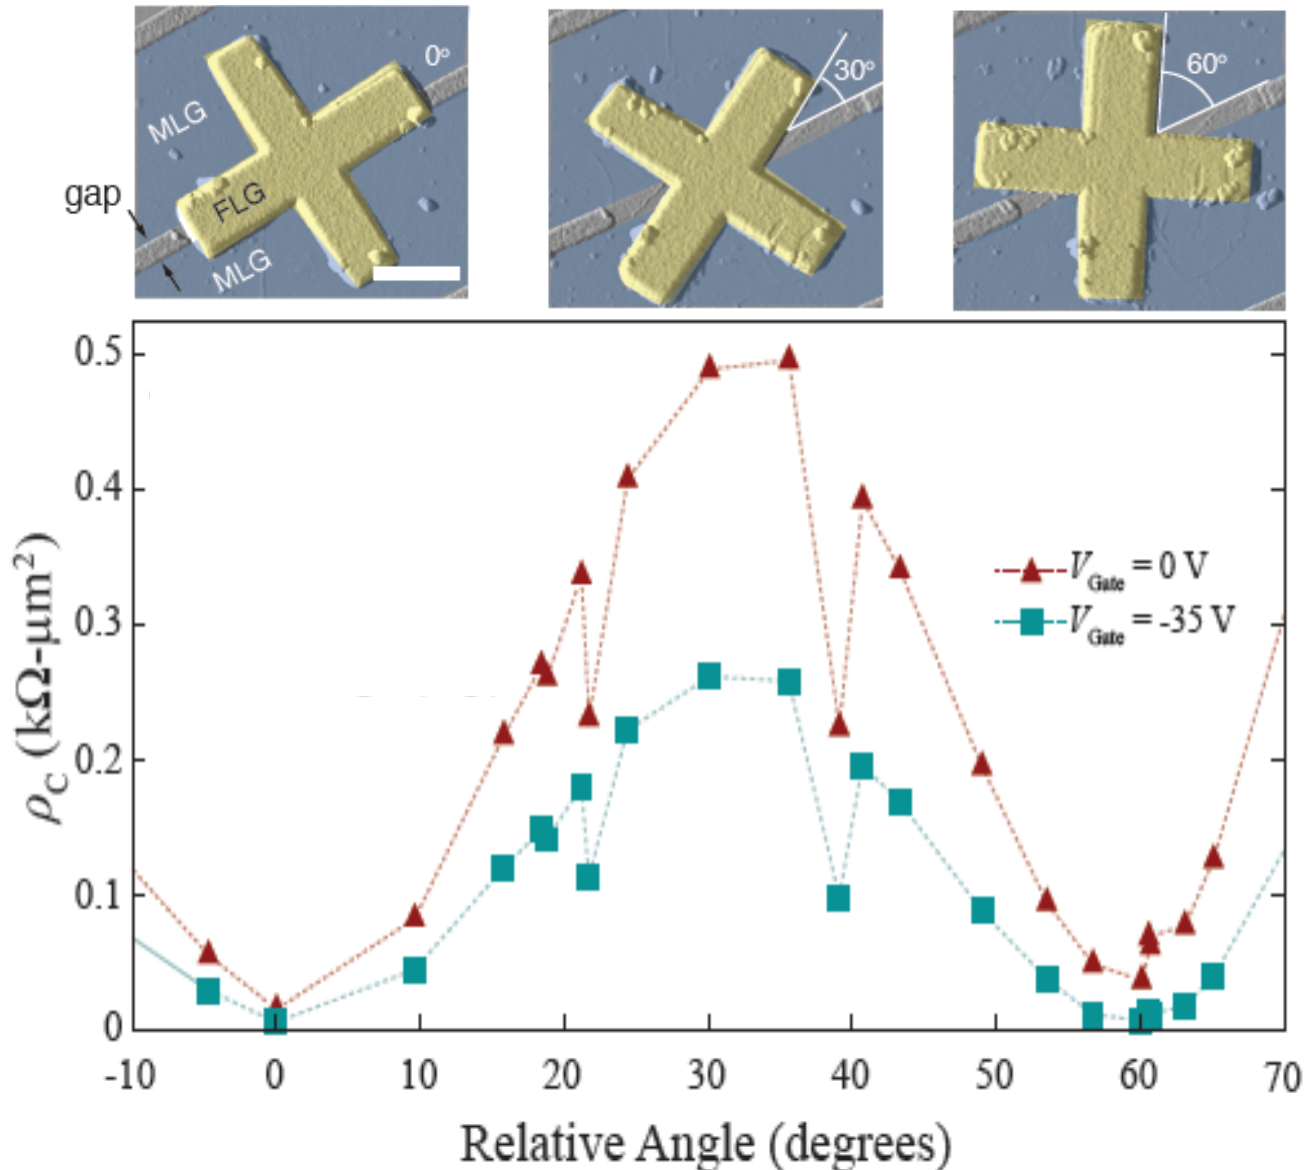 0°
30°
60°
MLG
gap
FLG
MLG
0.5
0.4
0.3
0.2
0.1
0
ρC (kΩ-μm²)
VGate = 0 V
VGate = -35 V
-10 0 10 20 30 40 50 60 70
Relative Angle (degrees)